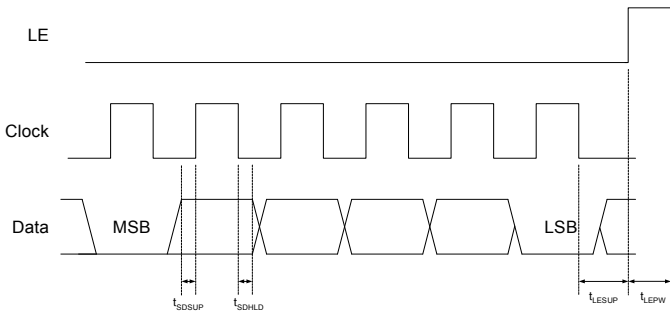 LE
Clock
Data
MSB
LSB
tSDSUP
tSDHLD
tLESUP
tLEPW